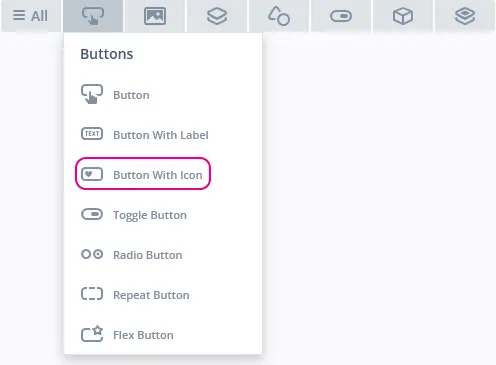 All
Buttons
Button
TEXT
Button With Label
Button With Icon
Toggle Button
Radio Button
Repeat Button
Flex Button